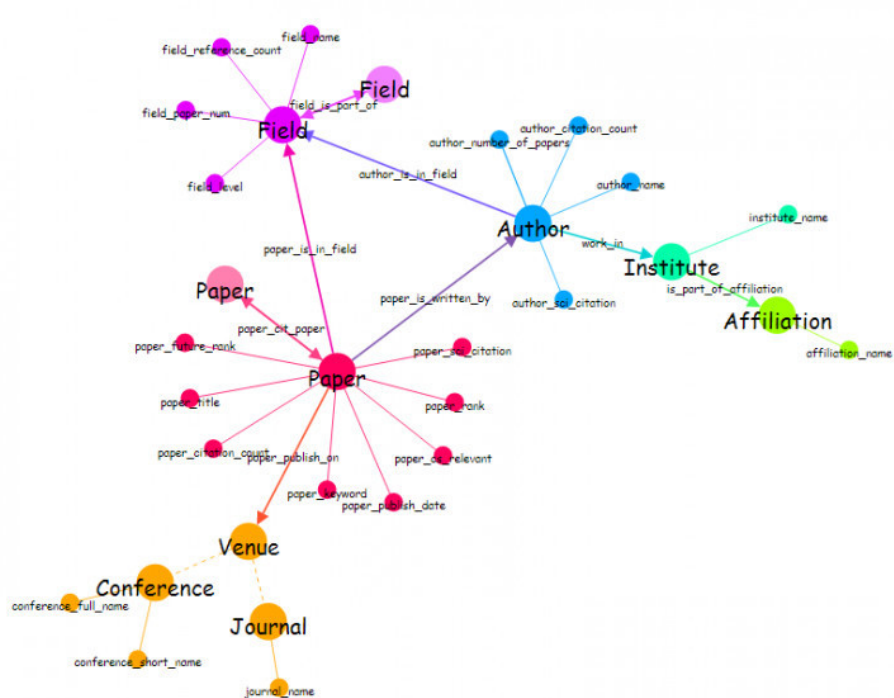 field_name
field_reference_count
Field
field_is_part_of
field_paper_num
Field
author_citation_count
author_number_of_papers
author_is_in_field
author_name
field_level
institute_name
Author
work_in
paper_is_in_field
Institute
is_part_of_affiliation
Paper
paper_is_written_by
author_sci_citation
Affiliation
paper_cit_paper
paper_future_rank
paper_sci_citation
affiliation_name
Paper
paper_title
paper_rank
paper_citation_count
paper_publish_on
paper_as_relevant
paper_keyword
paper_publish_date
Venue
Conference
conference_full_name
Journal
conference_short_name
journal_name